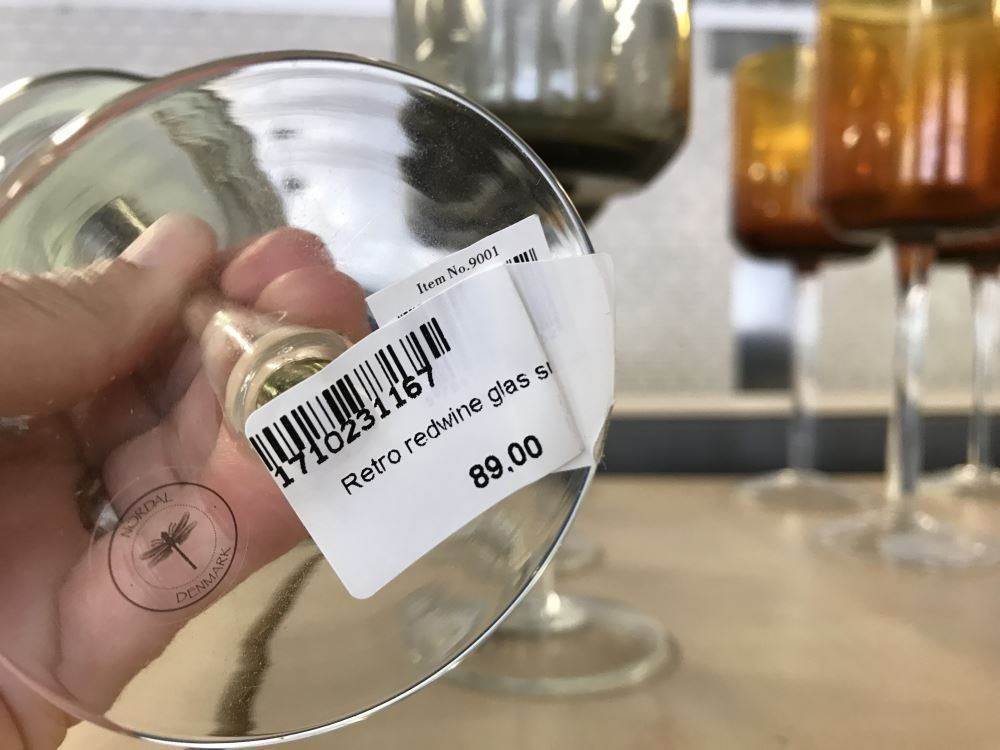 Item No.9001
1710231167
Retro redwine glas
89,00
NORDAL
DENMARK